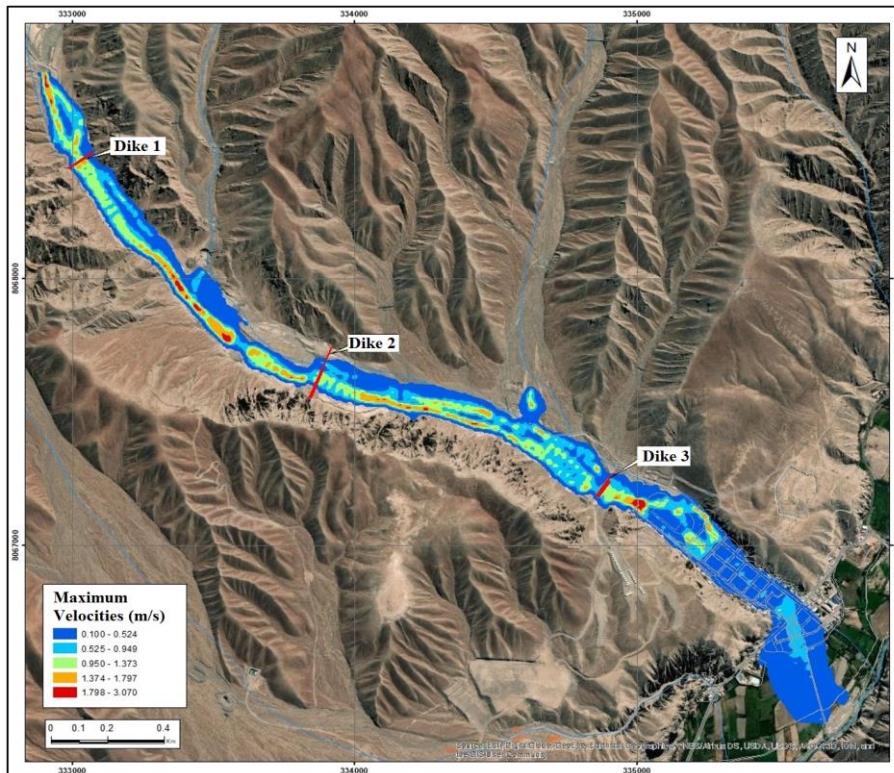 333000
334000
335000
N
Dike 1
8068000
Dike 2
Dike 3
8067000
Maximum
Velocities (m/s)
0.100 - 0.524
0.525 - 0.949
0.950 - 1.373
1.374 - 1.797
1.798 - 3.070
0 0.1 0.2 0.4
333000
334000
335000